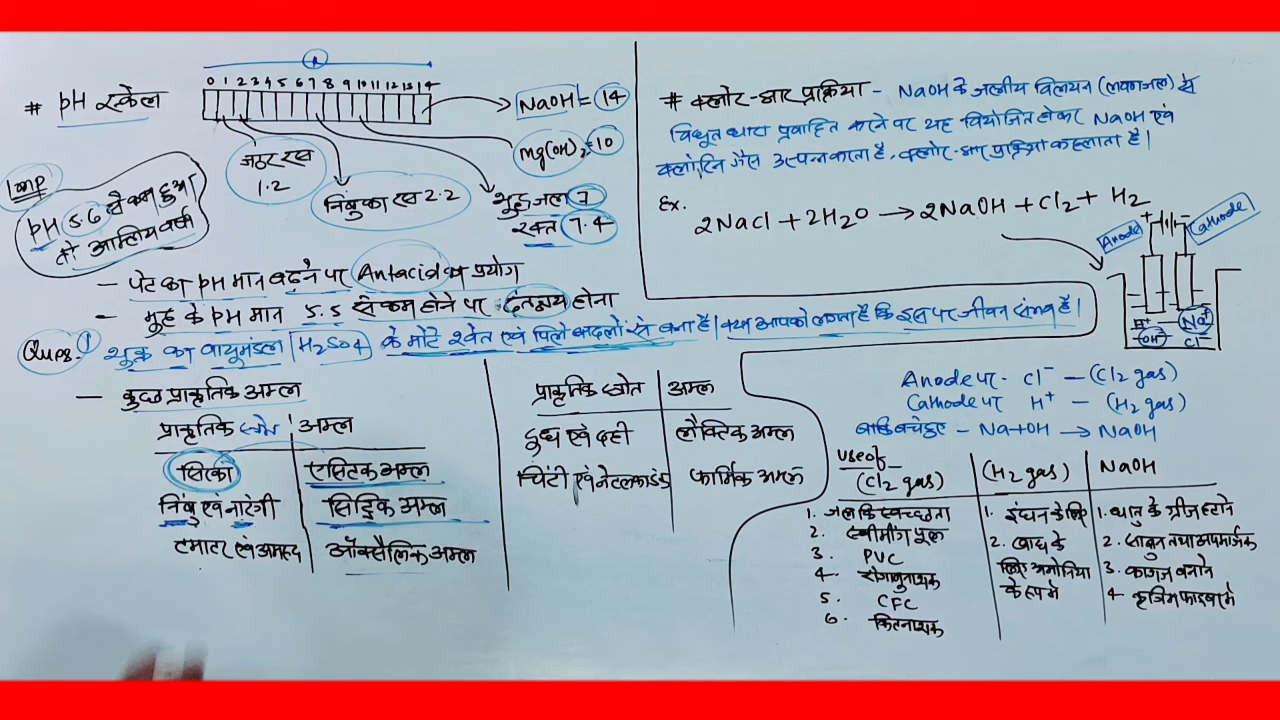 # pH स्केल
0 1 2 3 4 5 6 7 8 9 10 11 12 13 14
NaOH = 14
Mg(OH)₂ = 10
जठर रस
1.2
निंबु का रस 2.2
शुद्ध जल 7
रक्त 7.4
Imp
pH 5.6 से कम हुआ
तो आम्लिय वर्षा
- पेट का pH मान बढ़ने पर Antacid का प्रयोग
- मुह के pH मान 5.5 से कम होने पर दंतक्षय होना
Ques. 1 शुक्र का वायुमंडल H₂SO₄ के मोटे श्वेत एवं पिले बादलो से बना है। क्या आपको लगता है कि इस पर जीवन संभव है।
- कुछ प्राकृतिक अम्ल
प्राकृतिक स्त्रोत अम्ल
सिरका एसिटिक अम्ल
निंबु एवं नारंगी सिट्रिक अम्ल
टमाटर एवं अमरूद ऑक्सैलिक अम्ल
प्राकृतिक स्त्रोत अम्ल
दुध एवं दही लौक्तिक अम्ल
चिंटी एवं नेटल का डंड फार्मिक अम्ल
# क्लोर-आर प्रक्रिया - NaOH के जलीय विलयन (लवणजल) से
विधुत धारा प्रवाहित करने पर यह वियोजित होकर NaOH एवं
क्लोरिन गैस उत्पन्न करता है, क्लोर-आर प्रक्रिया कहलाता है।
Ex.
2NaCl + 2H₂O → 2NaOH + Cl₂ + H₂
Anode + - Cathode
H⁺ Na⁺
OH⁻ Cl⁻
Anode पर - Cl⁻ - (Cl₂ gas)
Cathode पर H⁺ - (H₂ gas)
बाकि बचे हुए - Na + OH → NaOH
use of
(Cl₂ gas) (H₂ gas) NaOH
1. जल कि स्वच्छता 1. इंधन के लिए 1. धातु के ग्रीज हटाने
2. स्वीमींग पूल 2. खाध के 2. साबुन तथा अपमार्जक
3. PVC लिए अमोनिया 3. कागज बनाने
4. रोगाणुनाशक के रूप मे 4- कृत्रिम फाइबर मे
5. CFC
6. किटनाशक